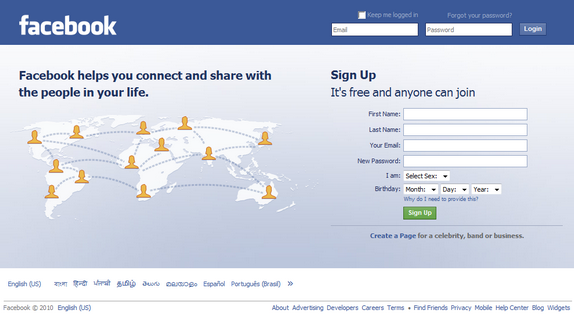 facebook
Keep me logged in
Forgot your password?
Email
Password
Login
Facebook helps you connect and share with
the people in your life.
Sign Up
It's free and anyone can join
First Name:
Last Name:
Your Email:
New Password:
I am: Select Sex:
Birthday: Month: Day: Year:
Why do I need to provide this?
Sign Up
Create a Page for a celebrity, band or business.
English (US) বাংলা हिन्दी ਪੰਜਾਬੀ தமிழ் తెలుగు മലയാളം Español Português (Brasil) »
Facebook © 2010 English (US)
About Advertising Developers Careers Terms • Find Friends Privacy Mobile Help Center Blog Widgets